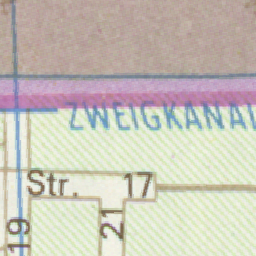 ZWEIGKANAL
Str. 17
19
21